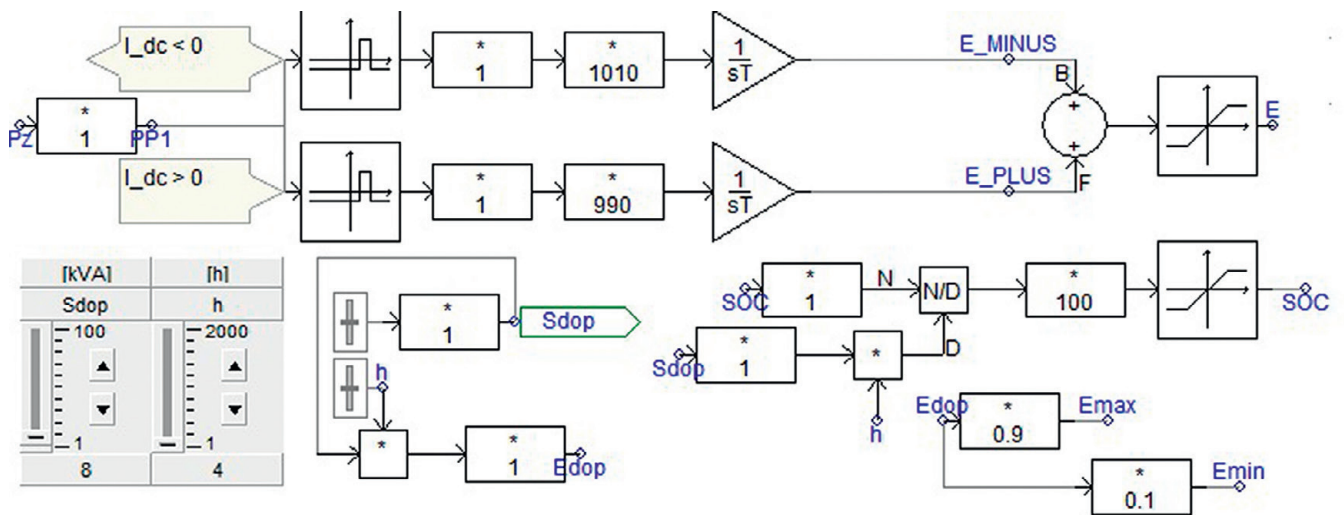 I_dc < 0
*
1
*
1010
1
sT
E_MINUS
B
+
+
F
E
Pz
*
1
PP1
I_dc > 0
*
1
*
990
1
sT
E_PLUS
[kVA]
[h]
Sdop
h
100
2000
1
1
8
4
*
1
Sdop
h
*
*
1
Edop
SOC
*
1
N
N/D
D
*
100
SOC
Sdop
*
1
*
h
Edop
*
0.9
Emax
*
0.1
Emin